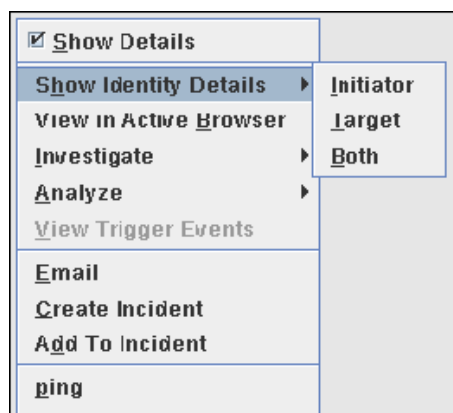 Show Details
Show Identity Details
Initiator
View in Active Browser
Target
Investigate
Both
Analyze
View Trigger Events
Email
Create Incident
Add To Incident
ping